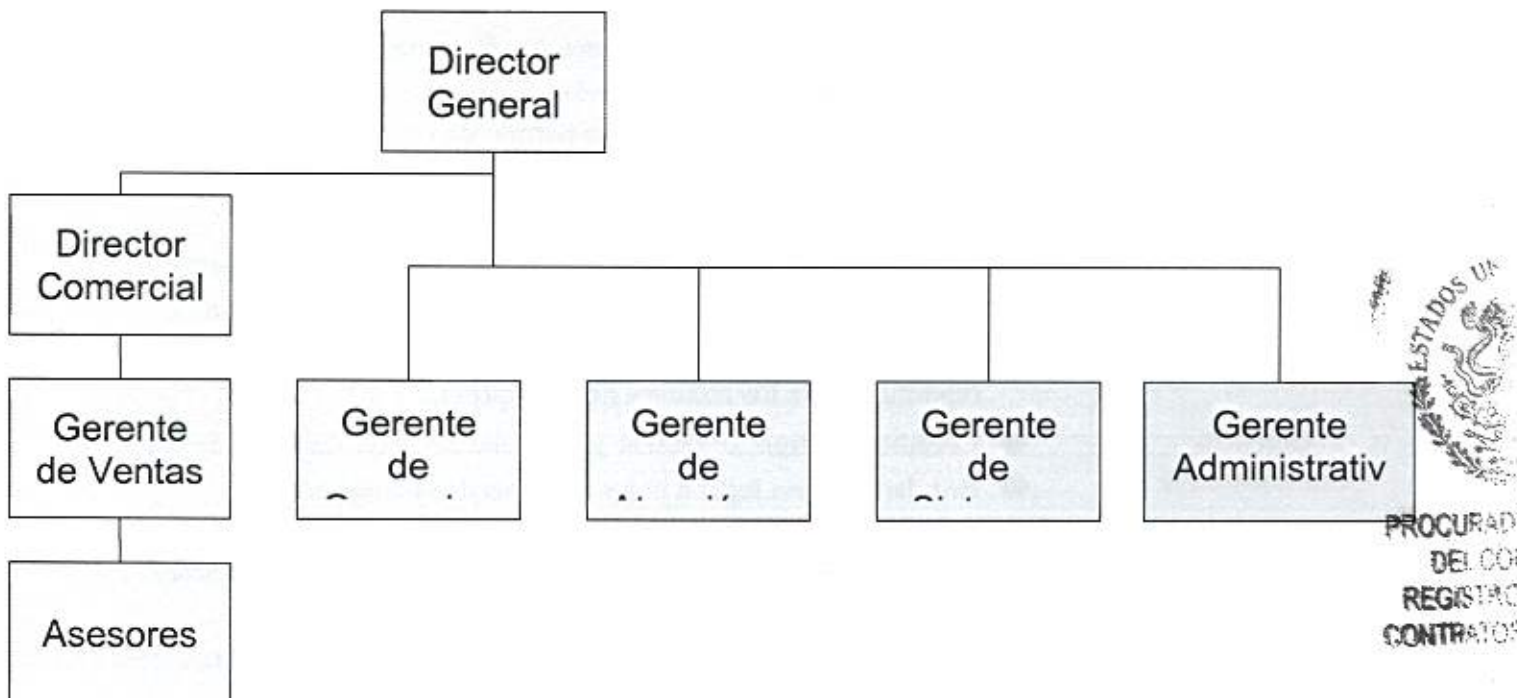 Director
General
Director
Comercial
Gerente
de Ventas
Asesores
Gerente
de
Gerente
de
Gerente
de
Gerente
Administrativ
ESTADOS
PROCURAD
DEL
REGISTRO
CONTRATOS